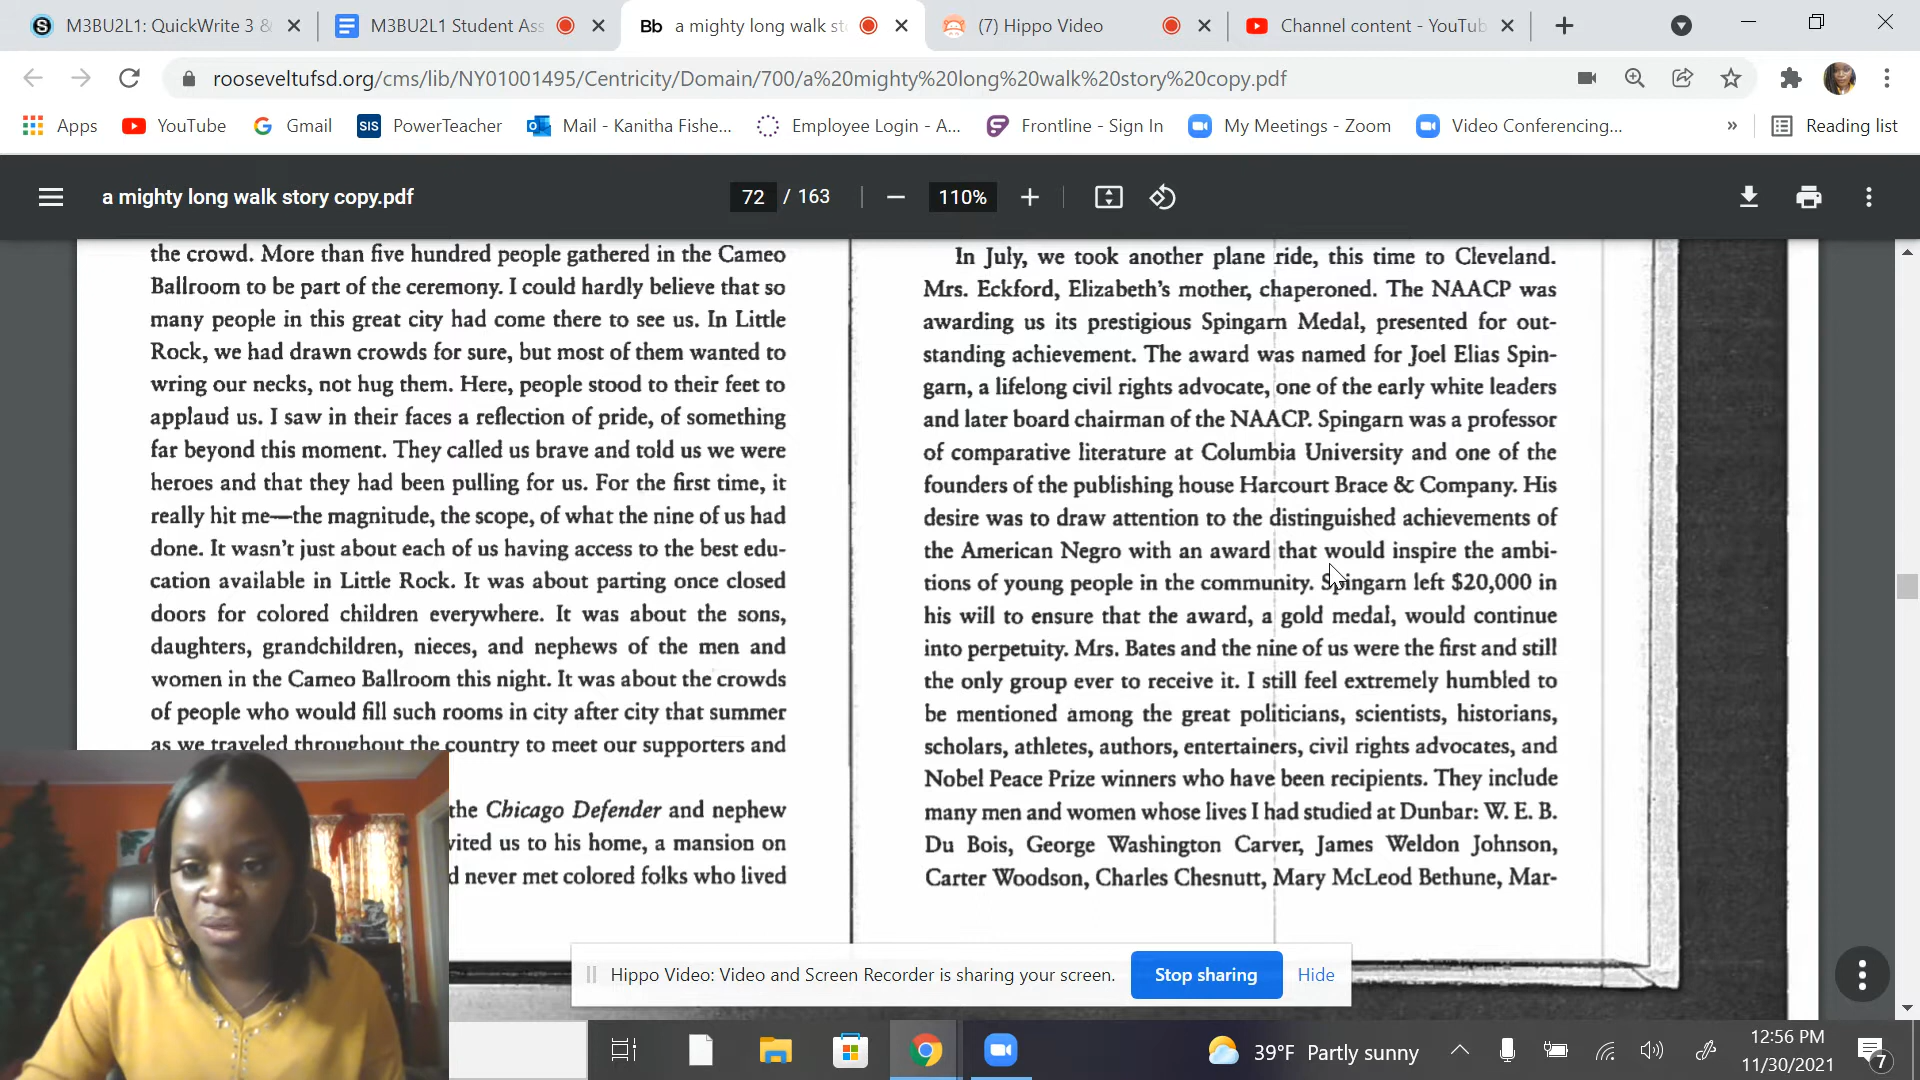 M3BU2L1: QuickWrite 3 &
M3BU2L1 Student Ass
Bb a mighty long walk st
(7) Hippo Video
Channel content - YouTub
rooseveltufsd.org/cms/lib/NY01001495/Centricity/Domain/700/a%20mighty%20long%20walk%20story%20copy.pdf
Apps YouTube Gmail SIS PowerTeacher Mail - Kanitha Fishe... Employee Login - A... Frontline - Sign In My Meetings - Zoom Video Conferencing... » Reading list
a mighty long walk story copy.pdf 72 / 163 110%
the crowd. More than five hundred people gathered in the Cameo
Ballroom to be part of the ceremony. I could hardly believe that so
many people in this great city had come there to see us. In Little
Rock, we had drawn crowds for sure, but most of them wanted to
wring our necks, not hug them. Here, people stood to their feet to
applaud us. I saw in their faces a reflection of pride, of something
far beyond this moment. They called us brave and told us we were
heroes and that they had been pulling for us. For the first time, it
really hit me—the magnitude, the scope, of what the nine of us had
done. It wasn't just about each of us having access to the best edu-
cation available in Little Rock. It was about parting once closed
doors for colored children everywhere. It was about the sons,
daughters, grandchildren, nieces, and nephews of the men and
women in the Cameo Ballroom this night. It was about the crowds
of people who would fill such rooms in city after city that summer
as we traveled throughout the country to meet our supporters and
the Chicago Defender and nephew
vited us to his home, a mansion on
d never met colored folks who lived
In July, we took another plane ride, this time to Cleveland.
Mrs. Eckford, Elizabeth's mother, chaperoned. The NAACP was
awarding us its prestigious Spingarn Medal, presented for out-
standing achievement. The award was named for Joel Elias Spin-
garn, a lifelong civil rights advocate, one of the early white leaders
and later board chairman of the NAACP. Spingarn was a professor
of comparative literature at Columbia University and one of the
founders of the publishing house Harcourt Brace & Company. His
desire was to draw attention to the distinguished achievements of
the American Negro with an award that would inspire the ambi-
tions of young people in the community. Spingarn left $20,000 in
his will to ensure that the award, a gold medal, would continue
into perpetuity. Mrs. Bates and the nine of us were the first and still
the only group ever to receive it. I still feel extremely humbled to
be mentioned among the great politicians, scientists, historians,
scholars, athletes, authors, entertainers, civil rights advocates, and
Nobel Peace Prize winners who have been recipients. They include
many men and women whose lives I had studied at Dunbar: W. E. B.
Du Bois, George Washington Carver, James Weldon Johnson,
Carter Woodson, Charles Chesnutt, Mary McLeod Bethune, Mar-
Hippo Video: Video and Screen Recorder is sharing your screen. Stop sharing Hide
39°F Partly sunny
12:56 PM
11/30/2021
7